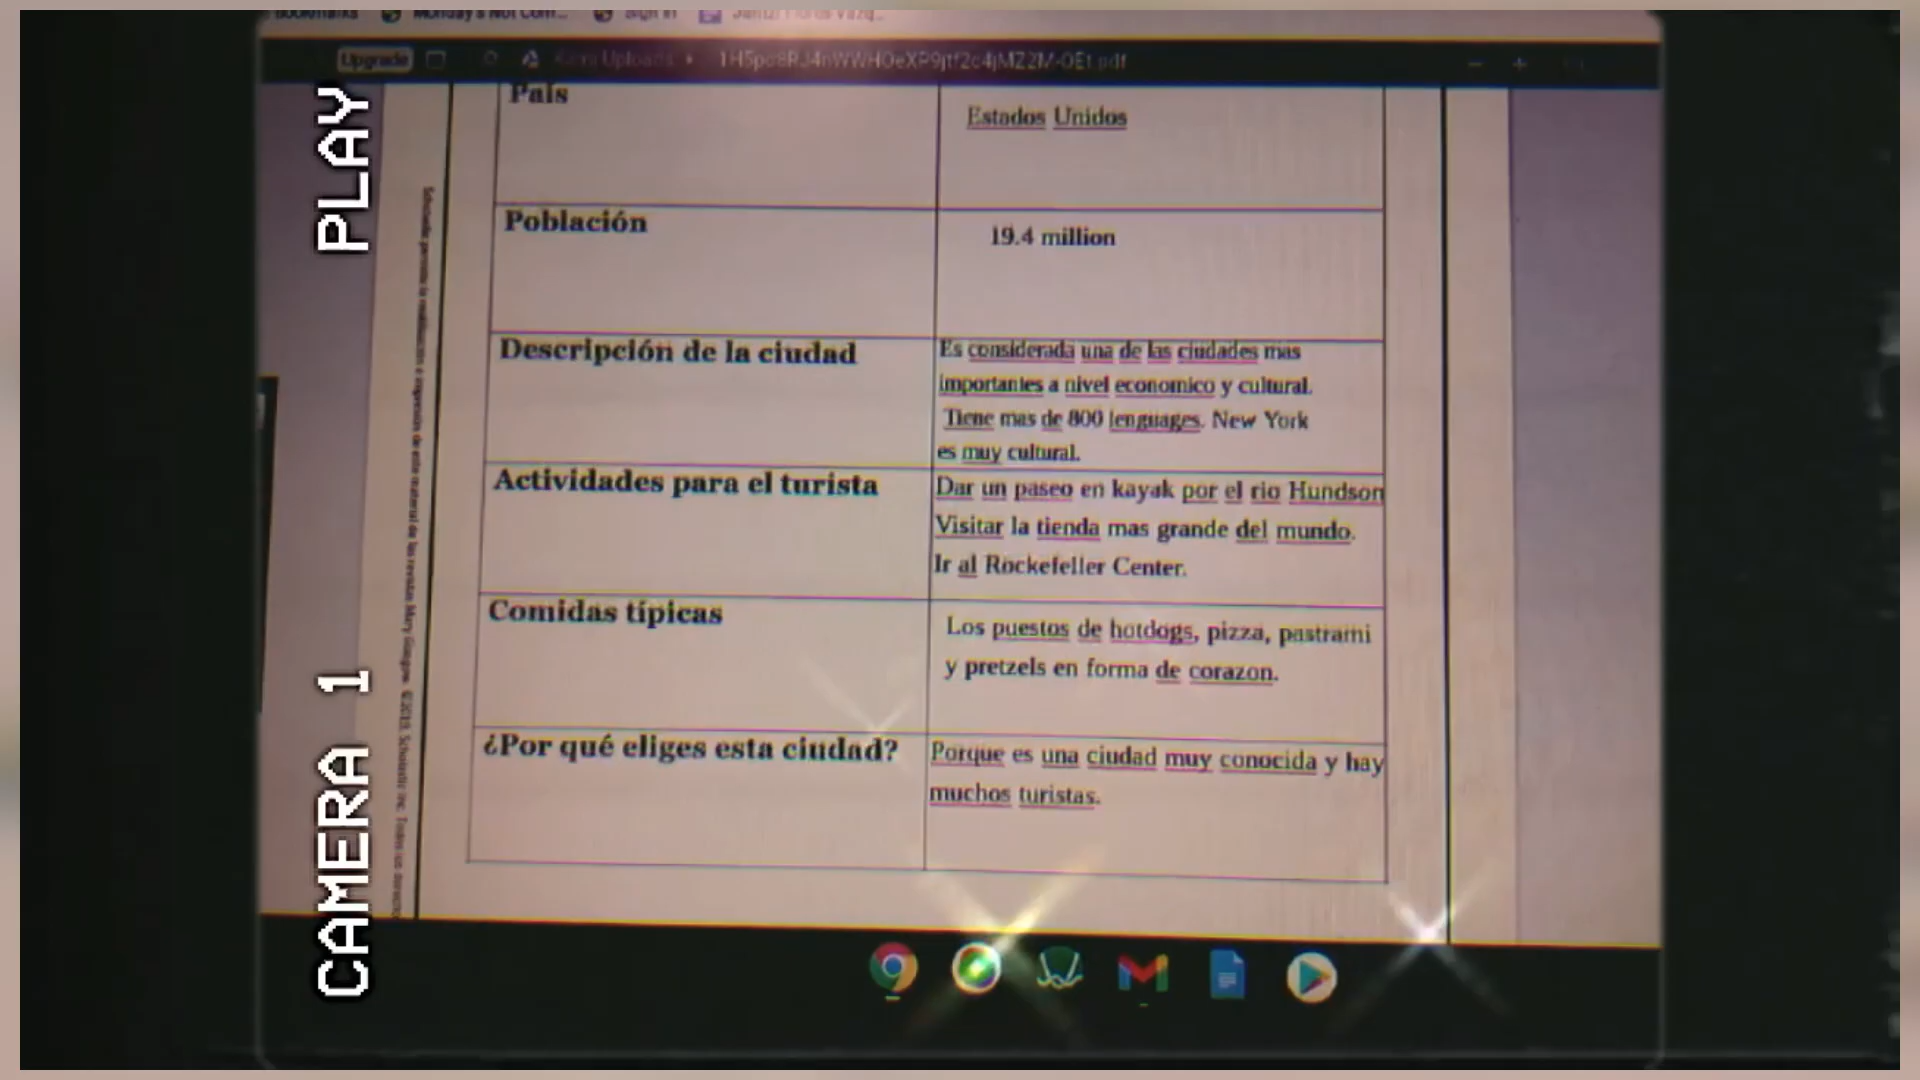 Upgrade
1H5po8RJ4nWWHOeXP9jtf2c4jMZ2M-OEt.pdf
PLAY
CAMERA 1
País
Estados Unidos
Población
19.4 million
Descripción de la ciudad
Es considerada una de las ciudades mas
importantes a nivel economico y cultural.
Tiene mas de 800 lenguages. New York
es muy cultural.
Actividades para el turista
Dar un paseo en kayak por el rio Hundson
Visitar la tienda mas grande del mundo.
Ir al Rockefeller Center.
Comidas típicas
Los puestos de hotdogs, pizza, pastrami
y pretzels en forma de corazon.
¿Por qué eliges esta ciudad?
Porque es una ciudad muy conocida y hay
muchos turistas.